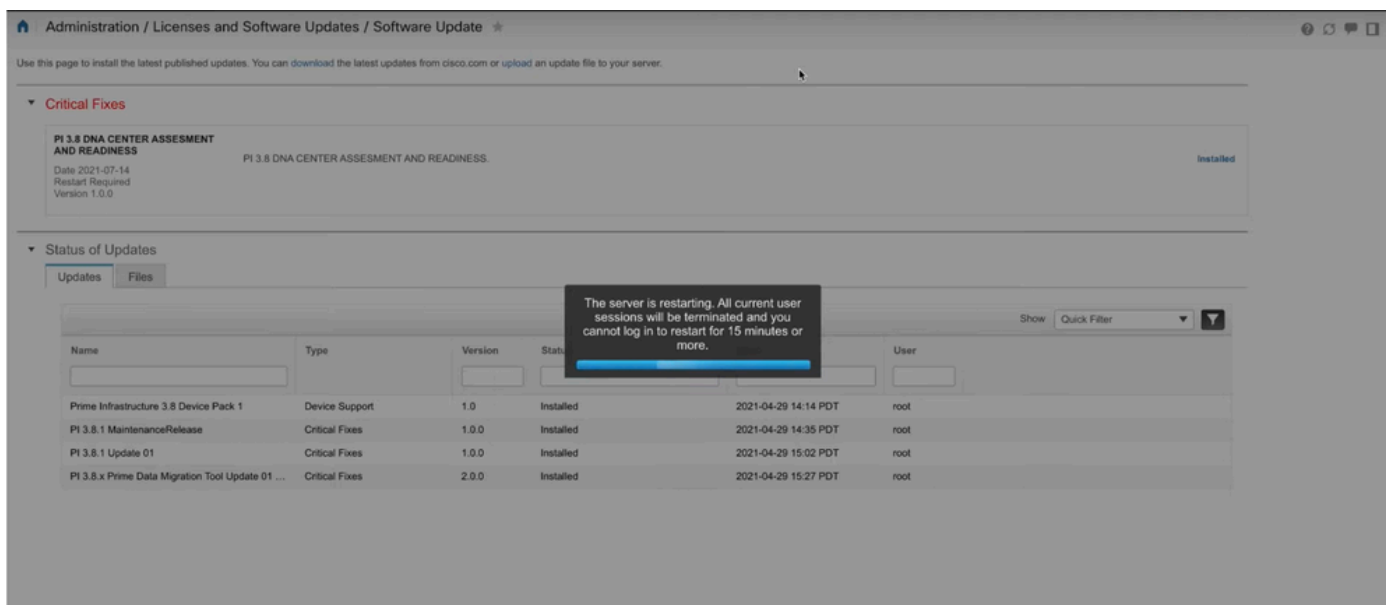 Administration / Licenses and Software Updates / Software Update
Use this page to install the latest published updates. You can download the latest updates from cisco.com or upload an update file to your server.
Critical Fixes
PI 3.8 DNA CENTER ASSESMENT
AND READINESS
Date 2021-07-14
Restart Required
Version 1.0.0
PI 3.8 DNA CENTER ASSESMENT AND READINESS.
Installed
Status of Updates
Updates Files
The server is restarting. All current user
sessions will be terminated and you
cannot log in to restart for 15 minutes or
more.
Show Quick Filter
Name Type Version Statu User
Prime Infrastructure 3.8 Device Pack 1 Device Support 1.0 Installed 2021-04-29 14:14 PDT root
PI 3.8.1 MaintenanceRelease Critical Fixes 1.0.0 Installed 2021-04-29 14:35 PDT root
PI 3.8.1 Update 01 Critical Fixes 1.0.0 Installed 2021-04-29 15:02 PDT root
PI 3.8.x Prime Data Migration Tool Update 01 ... Critical Fixes 2.0.0 Installed 2021-04-29 15:27 PDT root